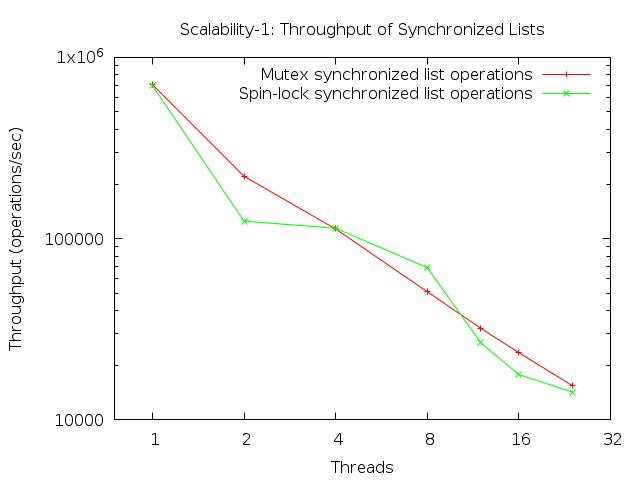 Scalability-1: Throughput of Synchronized Lists
1x10^6
Mutex synchronized list operations
Spin-lock synchronized list operations
Throughput (operations/sec)
100000
10000
1 2 4 8 16 32
Threads